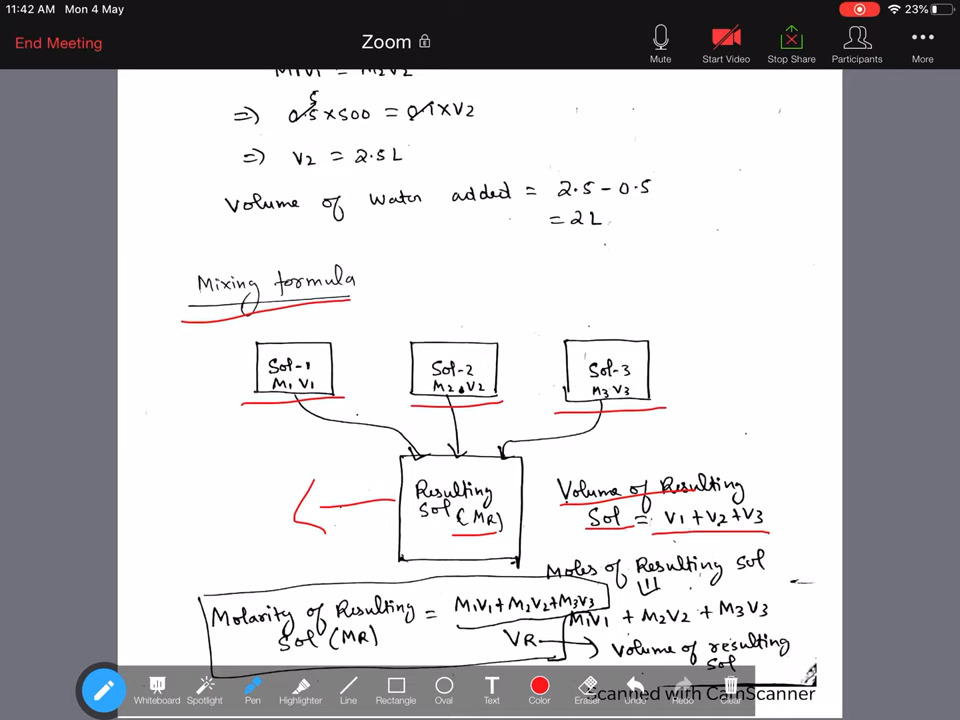 11:42 AM Mon 4 May
23%
End Meeting
Zoom
Mute
Start Video
Stop Share
Participants
More
M1V1 = M2V2
5
=) 0.5 x 500 = 0.1 x V2
=) V2 = 2.5 L
Volume of Water added = 2.5 - 0.5
= 2 L
Mixing formula
Sol-1
M1 V1
Sol-2
M2 V2
Sol-3
M3 V3
Resulting
Sol
(MR)
Volume of Resulting
Sol = V1 + V2 + V3
Moles of Resulting Sol
M1V1 + M2V2 + M3V3
Molarity of Resulting
Sol (MR)
= M1V1 + M2V2 + M3V3
VR → Volume of resulting
Sol
Whiteboard
Spotlight
Pen
Highlighter
Line
Rectangle
Oval
Text
Color
Eraser
Undo
Redo
Clear
Scanned with CamScanner